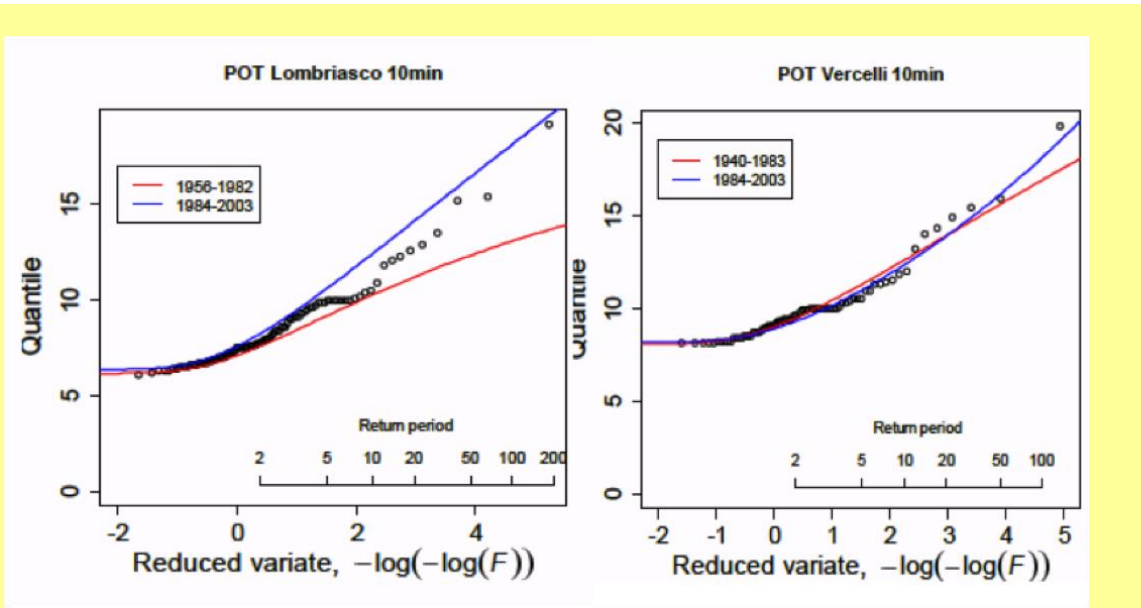 POT Lombriasco 10min
15
10
5
0
Quantile
1956-1982
1984-2003
Return period
2 5 10 20 50 100 200
-2 0 2 4
Reduced variate, −log(−log(F))
POT Vercelli 10min
20
15
10
5
0
Quantile
1940-1983
1984-2003
Return period
2 5 10 20 50 100
-2 -1 0 1 2 3 4 5
Reduced variate, −log(−log(F))